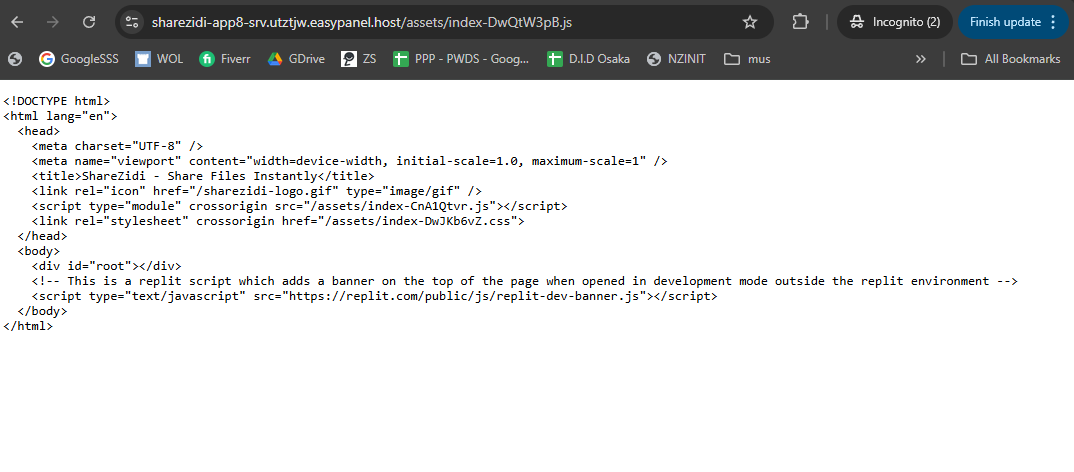 sharezidi-app8-srv.utztjw.easypanel.host/assets/index-DwQtW3pB.js
Incognito (2)
Finish update
GoogleSSS
WOL
Fiverr
GDrive
ZS
PPP - PWDS - Goog...
D.I.D Osaka
NZINIT
mus
»
All Bookmarks
<!DOCTYPE html>
<html lang="en">
  <head>
    <meta charset="UTF-8" />
    <meta name="viewport" content="width=device-width, initial-scale=1.0, maximum-scale=1" />
    <title>ShareZidi - Share Files Instantly</title>
    <link rel="icon" href="/sharezidi-logo.gif" type="image/gif" />
    <script type="module" crossorigin src="/assets/index-CnA1Qtvr.js"></script>
    <link rel="stylesheet" crossorigin href="/assets/index-DwJKb6vZ.css">
  </head>
  <body>
    <div id="root"></div>
    <!-- This is a replit script which adds a banner on the top of the page when opened in development mode outside the replit environment -->
    <script type="text/javascript" src="https://replit.com/public/js/replit-dev-banner.js"></script>
  </body>
</html>